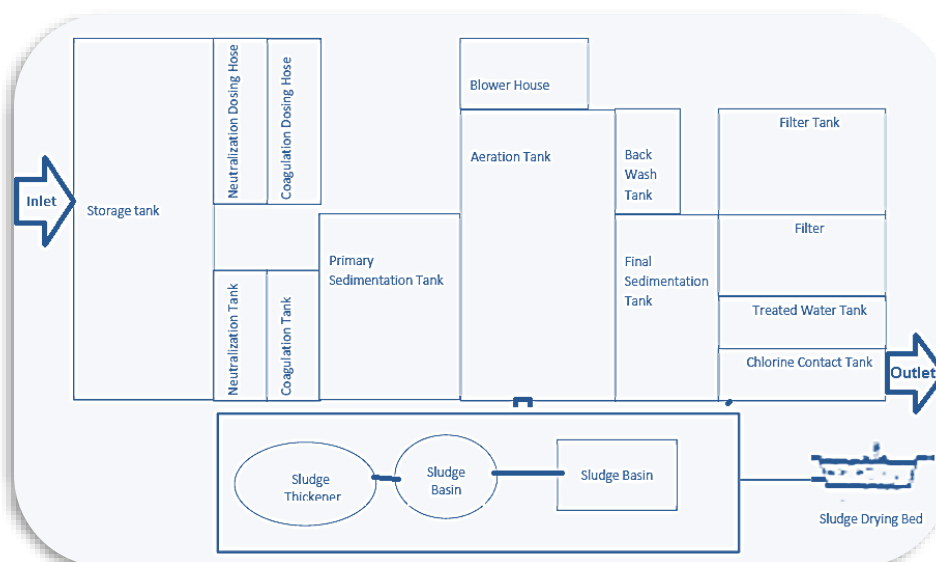 Inlet
Storage tank
Neutralization Dosing Hose
Coagulation Dosing Hose
Neutralization Tank
Coagulation Tank
Primary
Sedimentation Tank
Blower House
Aeration Tank
Back
Wash
Tank
Final
Sedimentation
Tank
Filter Tank
Filter
Treated Water Tank
Chlorine Contact Tank
Outlet
Sludge
Thickener
Sludge
Basin
Sludge Basin
Sludge Drying Bed